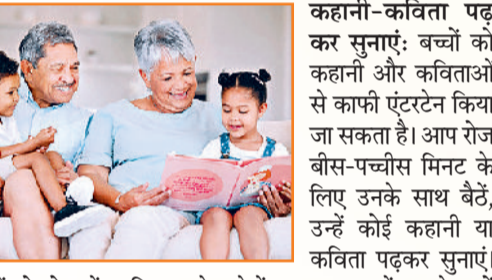 कहानी-कविता पढ़
कर सुनाएं: बच्चों को
कहानी और कविताओं
से काफी एंटरटेन किया
जा सकता है। आप रोज
बीस-पच्चीस मिनट के
लिए उनके साथ बैठें,
उन्हें कोई कहानी या
कविता पढ़कर सुनाएं।